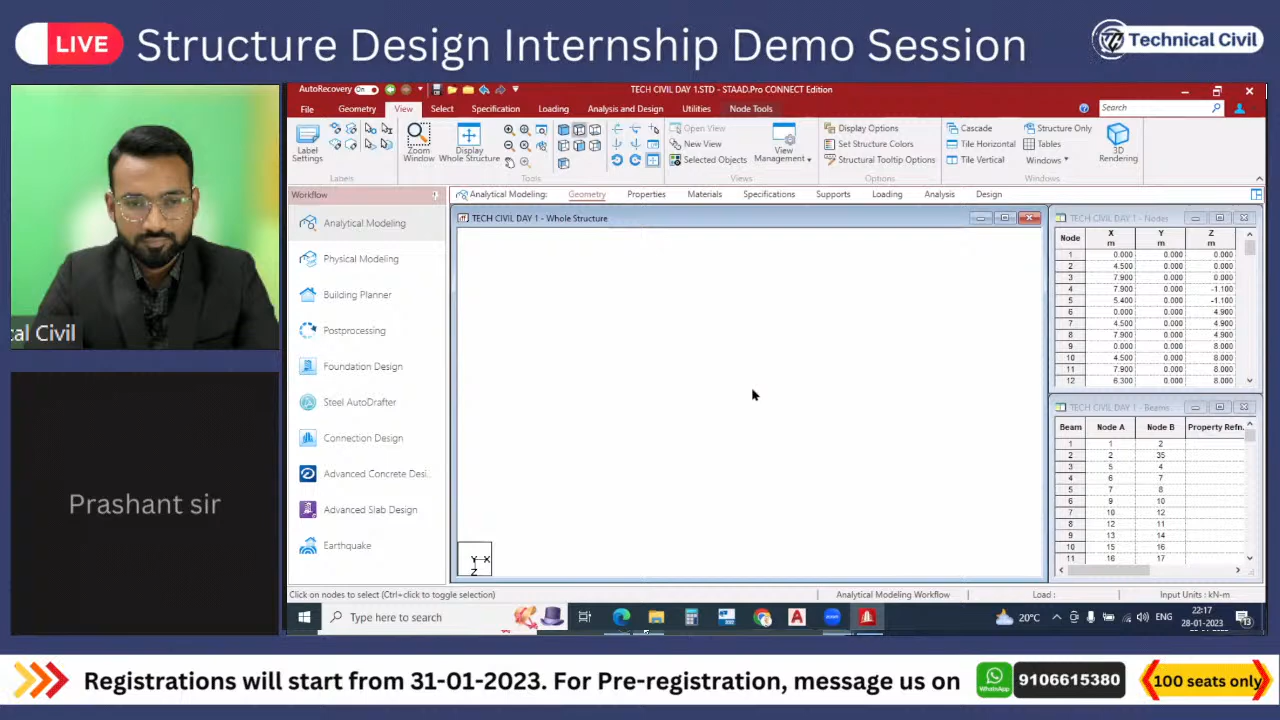 LIVE
Structure Design Internship Demo Session
Technical Civil
AutoRecovery On
TECH CIVIL DAY 1.STD - STAAD.Pro CONNECT Edition
File Geometry View Select Specification Loading Analysis and Design Utilities Node Tools
Search
Label Settings
Zoom Window
Display Whole Structure
Open View
New View
Selected Objects
View Management
Display Options
Set Structure Colors
Structural Tooltip Options
Cascade
Tile Horizontal
Tile Vertical
Structure Only
Tables
Windows
3D Rendering
Labels Tools Views Options Windows
Workflow
Analytical Modeling: Geometry Properties Materials Specifications Supports Loading Analysis Design
Analytical Modeling
Physical Modeling
Building Planner
Postprocessing
Foundation Design
Steel AutoDrafter
Connection Design
Advanced Concrete Desi..
Advanced Slab Design
Earthquake
TECH CIVIL DAY 1 - Whole Structure
Y X
Z
TECH CIVIL DAY 1 - Nodes
Node X m Y m Z m
1 0.000 0.000 0.000
2 4.500 0.000 0.000
3 7.900 0.000 0.000
4 7.900 0.000 -1.100
5 5.400 0.000 -1.100
6 0.000 0.000 4.900
7 4.500 0.000 4.900
8 7.900 0.000 4.900
9 0.000 0.000 8.000
10 4.500 0.000 8.000
11 7.900 0.000 8.000
12 6.300 0.000 8.000
TECH CIVIL DAY 1 - Beams
Beam Node A Node B Property Refn.
1 1 2
2 2 35
3 5 4
4 6 7
5 7 8
6 9 10
7 10 12
8 12 11
9 13 14
10 15 16
11 16 17
al Civil
Prashant sir
Click on nodes to select (Ctrl+click to toggle selection)
Analytical Modeling Workflow
Load :
Input Units : kN-m
Type here to search
20°C
ENG
22:17
28-01-2023
13
Registrations will start from 31-01-2023. For Pre-registration, message us on
WhatsApp
9106615380
100 seats only